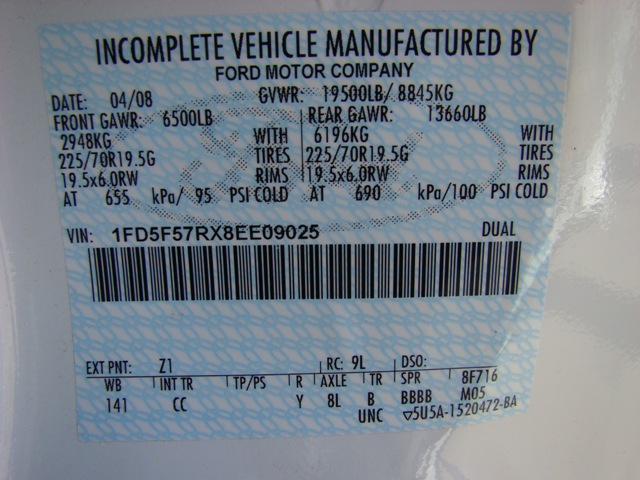 INCOMPLETE VEHICLE MANUFACTURED BY
FORD MOTOR COMPANY
DATE: 04/08 GVWR: 19500LB/ 8845KG
FRONT GAWR: 6500LB REAR GAWR: 13660LB
2948KG WITH 6196KG WITH
225/70R19.5G TIRES 225/70R19.5G TIRES
19.5x6.0RW RIMS 19.5x6.0RW RIMS
AT 655 kPa/ 95 PSI COLD AT 690 kPa/100 PSI COLD
VIN: 1FD5F57RX8EE09025 DUAL
EXT PNT: Z1 RC: 9L DSO:
WB INT TR TP/PS R AXLE TR SPR 8F716
141 CC Y 8L B BBBB M05
UNC ▽5U5A-1520472-BA